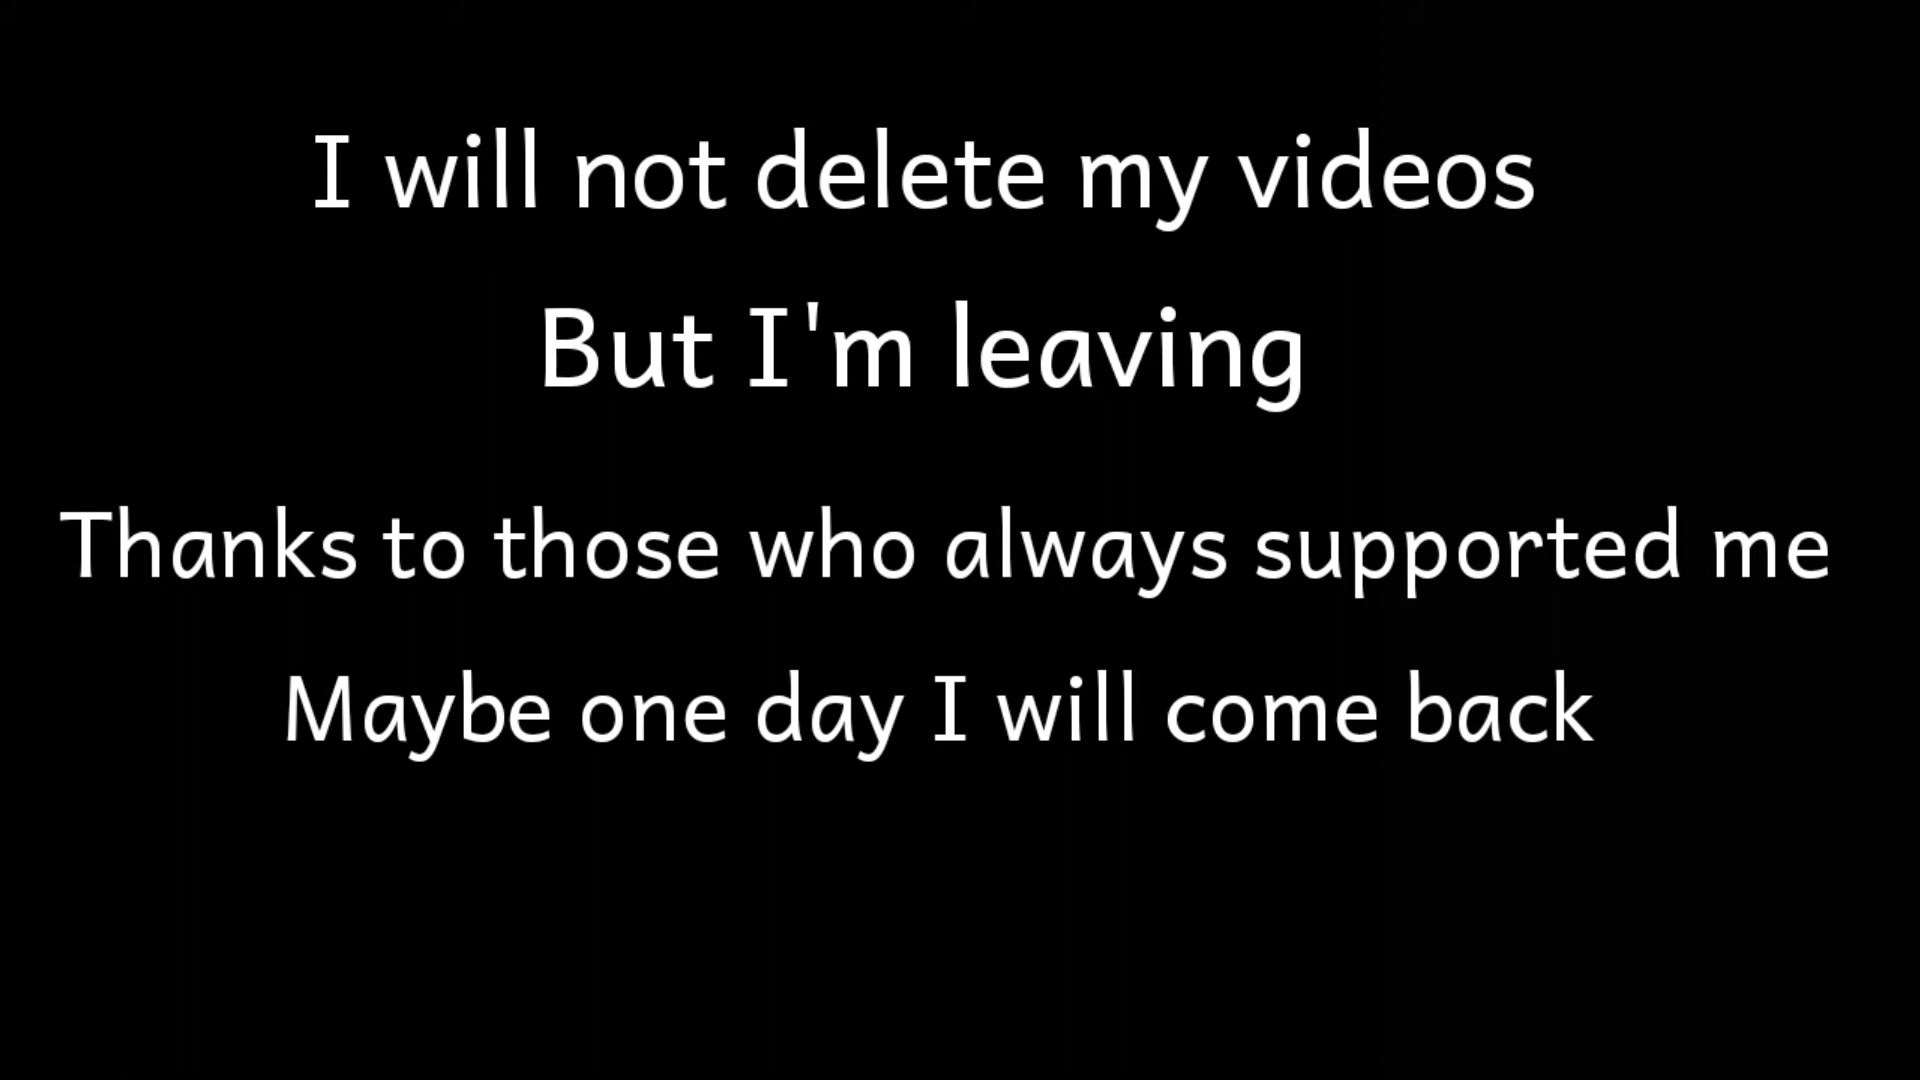 I will not delete my videos
But I'm leaving
Thanks to those who always supported me
Maybe one day I will come back